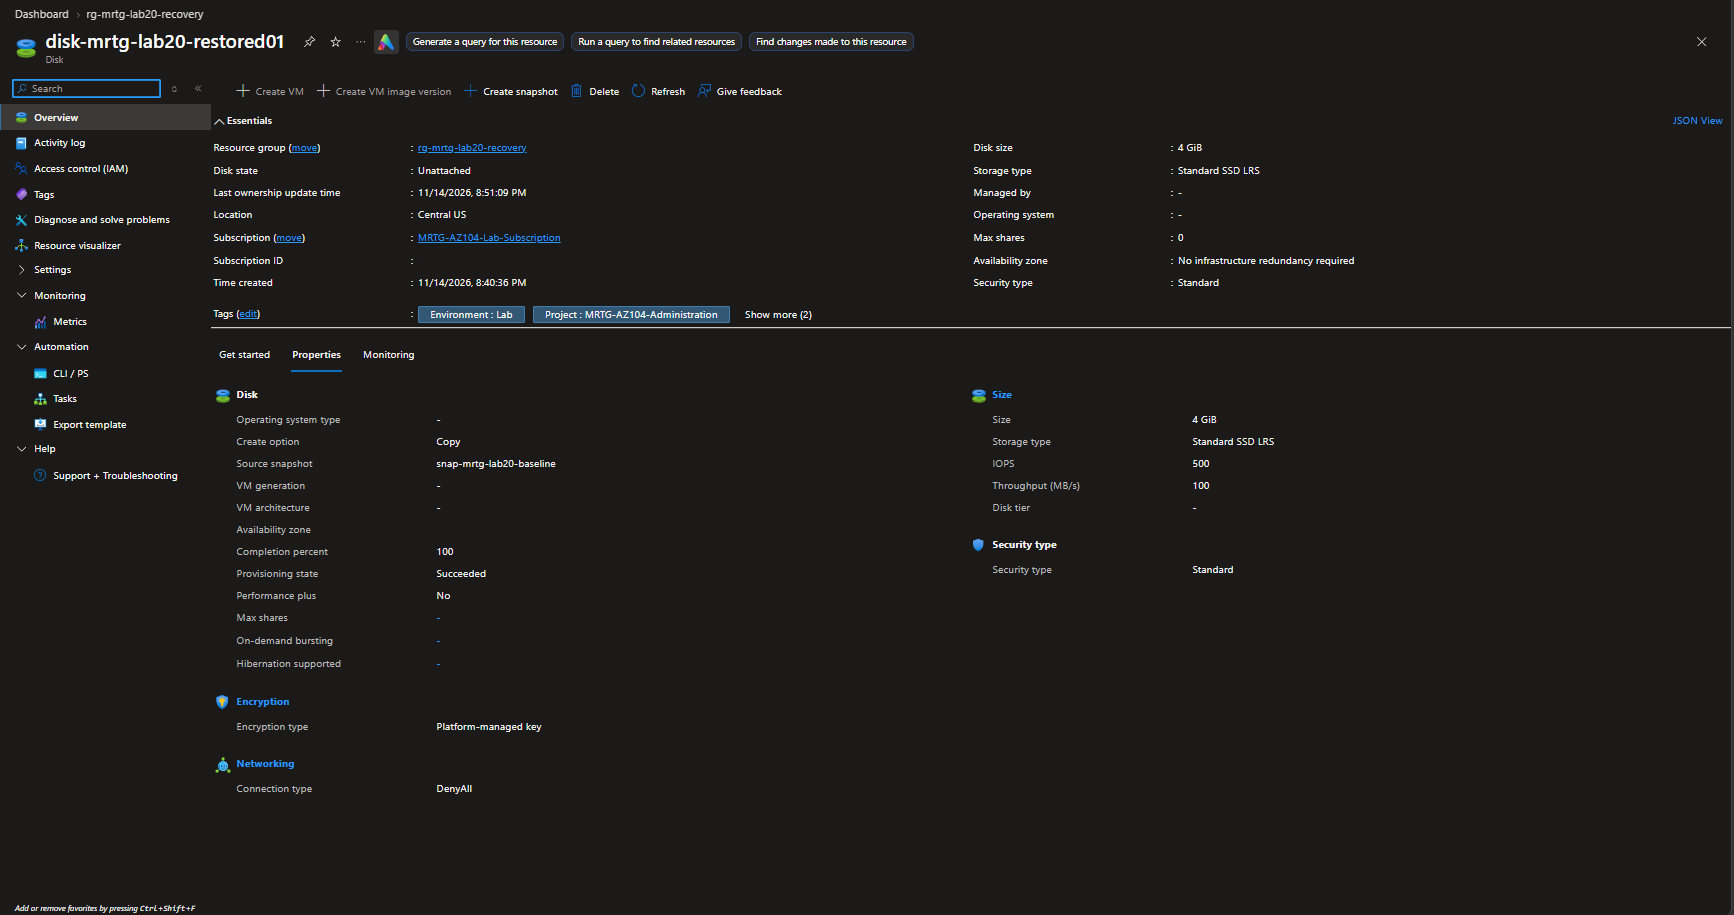 Dashboard › rg-mrtg-lab20-recovery
disk-mrtg-lab20-restored01
Disk
Generate a query for this resource
Run a query to find related resources
Find changes made to this resource
Search
Create VM
Create VM image version
Create snapshot
Delete
Refresh
Give feedback
Overview
Activity log
Access control (IAM)
Tags
Diagnose and solve problems
Resource visualizer
Settings
Monitoring
Metrics
Automation
CLI / PS
Tasks
Export template
Help
Support + Troubleshooting
Add or remove favorites by pressing Ctrl+Shift+F
Essentials
JSON View
Resource group (move) : rg-mrtg-lab20-recovery
Disk state : Unattached
Last ownership update time : 11/14/2026, 8:51:09 PM
Location : Central US
Subscription (move) : MRTG-AZ104-Lab-Subscription
Subscription ID :
Time created : 11/14/2026, 8:40:36 PM
Disk size : 4 GiB
Storage type : Standard SSD LRS
Managed by : -
Operating system : -
Max shares : 0
Availability zone : No infrastructure redundancy required
Security type : Standard
Tags (edit) : Environment : Lab Project : MRTG-AZ104-Administration Show more (2)
Get started Properties Monitoring
Disk
Operating system type -
Create option Copy
Source snapshot snap-mrtg-lab20-baseline
VM generation -
VM architecture -
Availability zone
Completion percent 100
Provisioning state Succeeded
Performance plus No
Max shares -
On-demand bursting -
Hibernation supported -
Encryption
Encryption type Platform-managed key
Networking
Connection type DenyAll
Size
Size 4 GiB
Storage type Standard SSD LRS
IOPS 500
Throughput (MB/s) 100
Disk tier -
Security type
Security type Standard